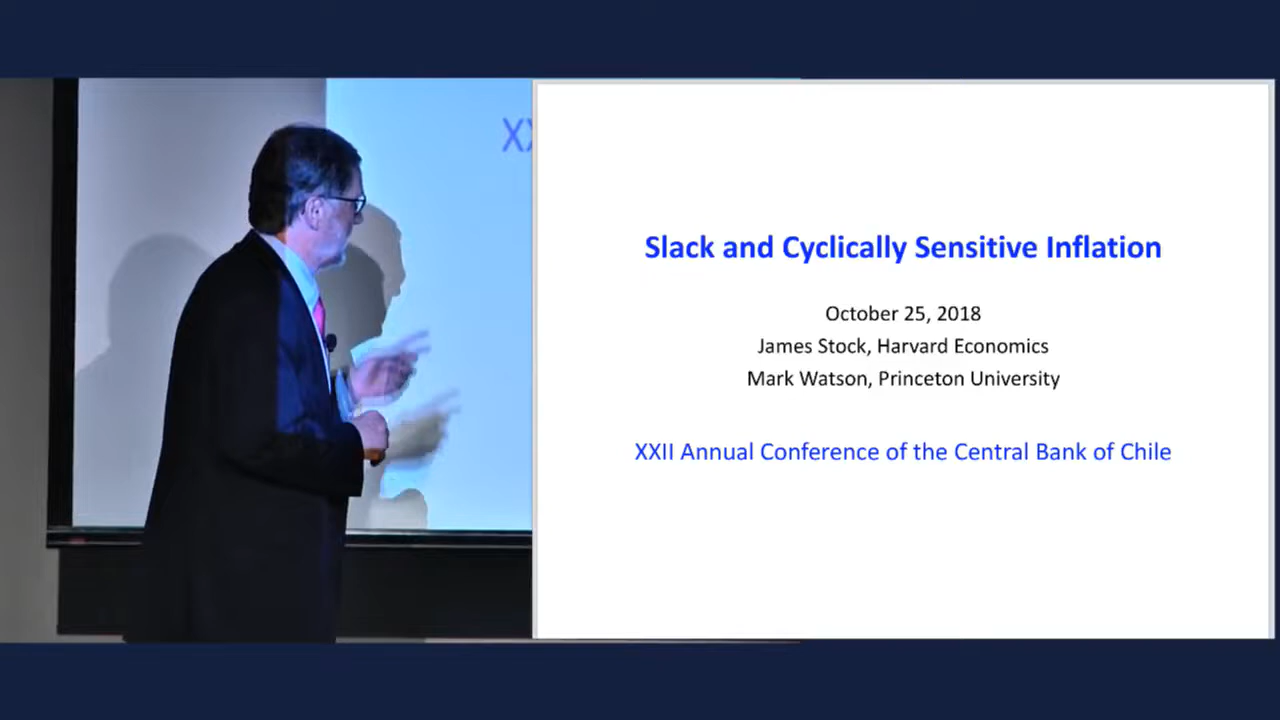 XX
Slack and Cyclically Sensitive Inflation
October 25, 2018
James Stock, Harvard Economics
Mark Watson, Princeton University
XXII Annual Conference of the Central Bank of Chile